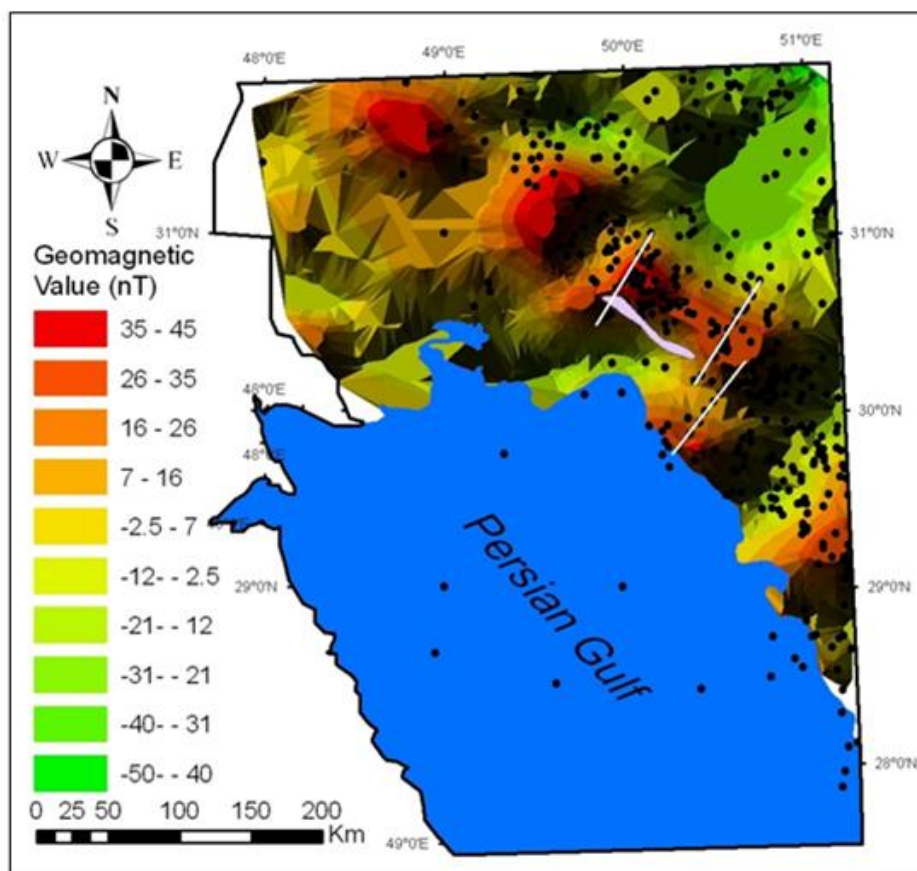 48°0'E
49°0'E
50°0'E
51°0'E
N
W
E
S
31°0'N
31°0'N
Geomagnetic
Value (nT)
35 - 45
26 - 35
16 - 26
7 - 16
-2.5 - 7
-12- - 2.5
-21- - 12
-31- - 21
-40- - 31
-50- - 40
48°0'E
30°0'N
48°0'E
29°0'N
29°0'N
Persian Gulf
28°0'N
49°0'E
0 25 50 100 150 200
Km